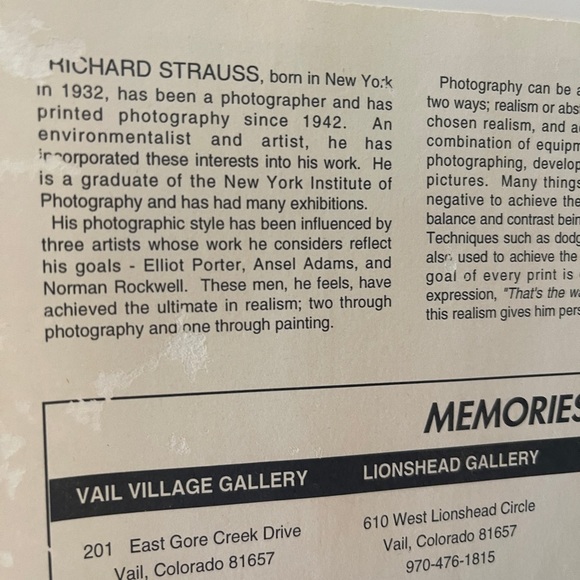 RICHARD STRAUSS, born in New York
in 1932, has been a photographer and has
printed photography since 1942. An
environmentalist and artist, he has
incorporated these interests into his work. He
is a graduate of the New York Institute of
Photography and has had many exhibitions.
His photographic style has been influenced by
three artists whose work he considers reflect
his goals - Elliot Porter, Ansel Adams, and
Norman Rockwell. These men, he feels, have
achieved the ultimate in realism; two through
photography and one through painting.
Photography can be a
two ways; realism or
chosen realism, and
combination of
photographing,
pictures. Many things
negative to achieve the
balance and contrast
Techniques such as
also used to achieve the
goal of every print is
expression, "That's the
this realism gives him
MEMORIES
VAIL VILLAGE GALLERY
LIONSHEAD GALLERY
201 East Gore Creek Drive
Vail, Colorado 81657
610 West Lionshead Circle
Vail, Colorado 81657
970-476-1815